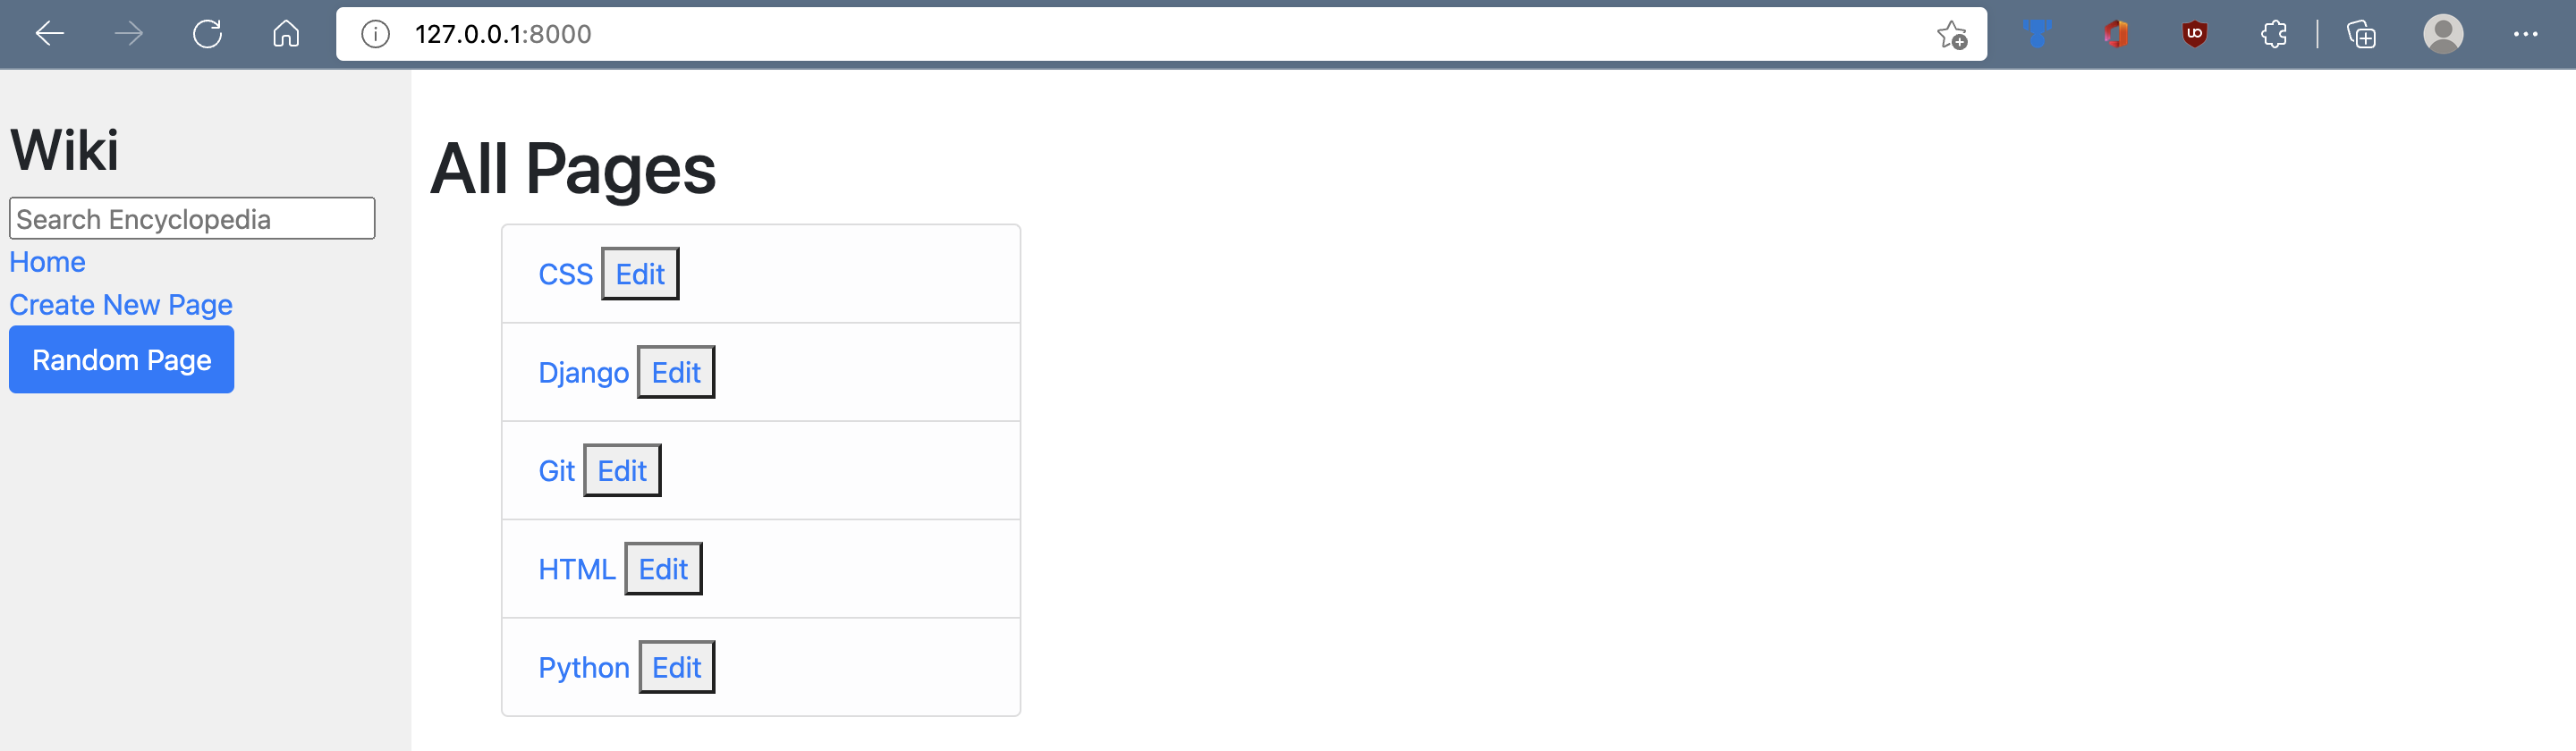 127.0.0.1:8000
Wiki
Search Encyclopedia
Home
Create New Page
Random Page
All Pages
CSS Edit
Django Edit
Git Edit
HTML Edit
Python Edit